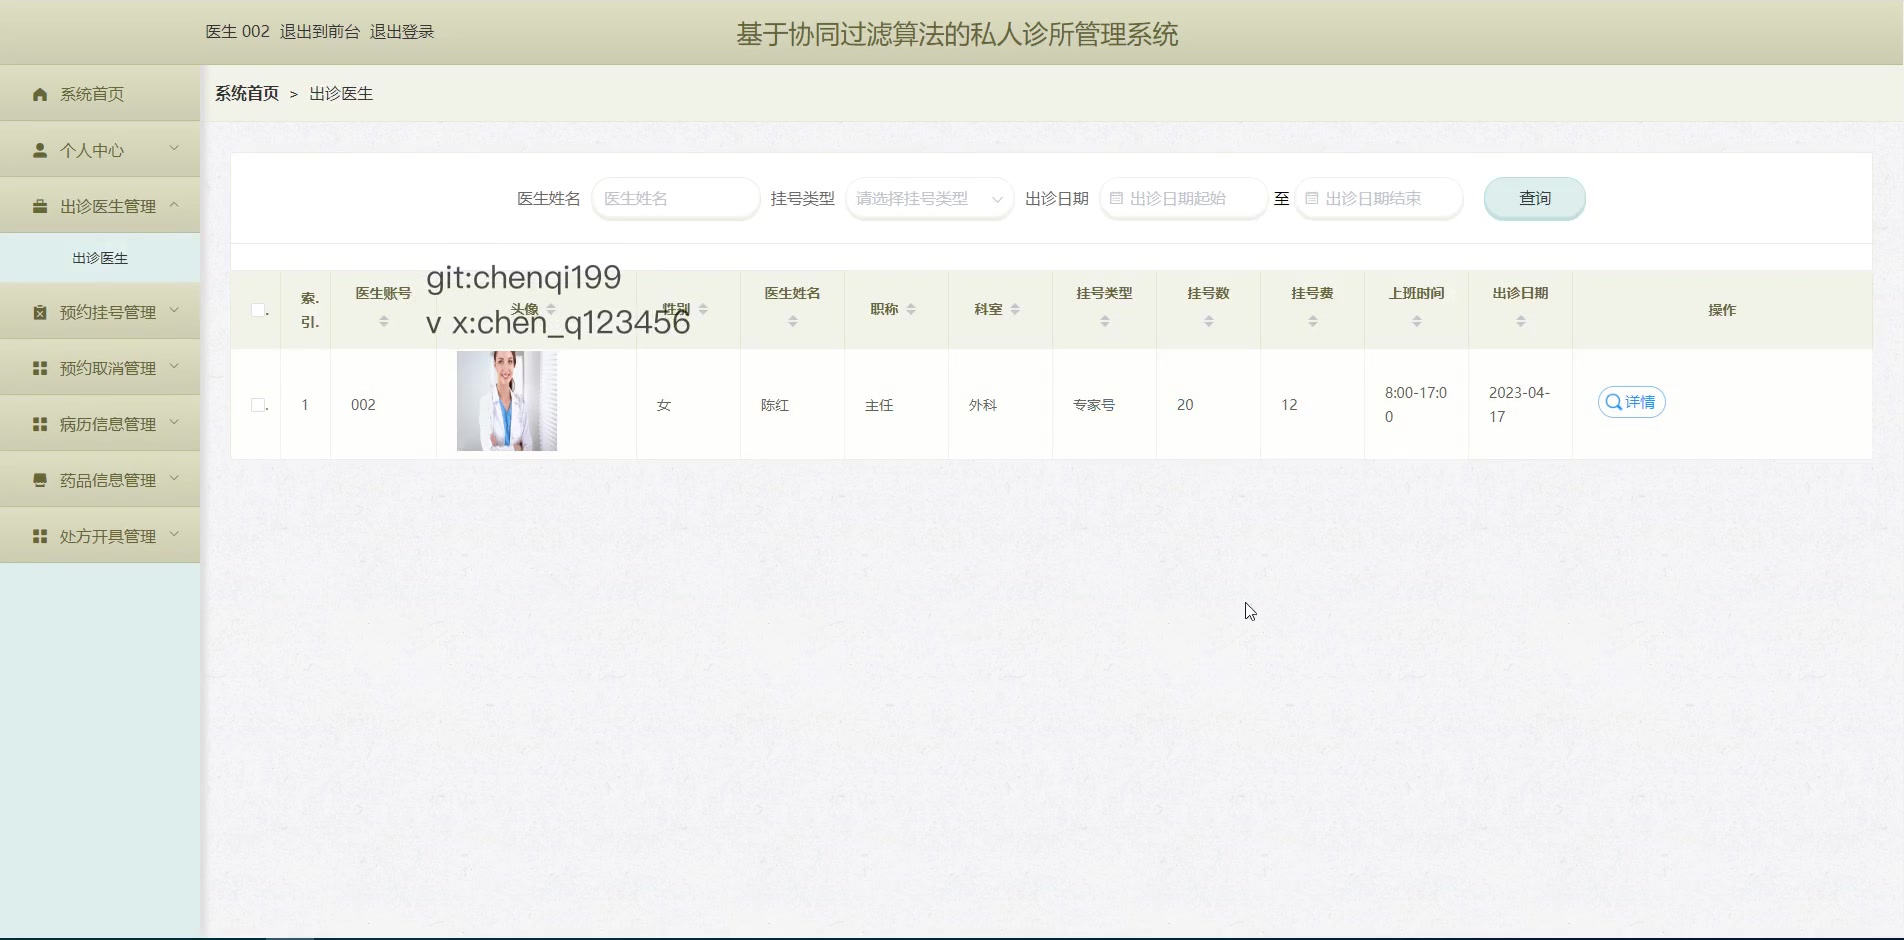 医生 002 退出到前台 退出登录
基于协同过滤算法的私人诊所管理系统
系统首页
个人中心
出诊医生管理
出诊医生
预约挂号管理
预约取消管理
病历信息管理
药品信息管理
处方开具管理
系统首页 > 出诊医生
医生姓名 医生姓名 挂号类型 请选择挂号类型 出诊日期 出诊日期起始 至 出诊日期结束 查询
git:chenqi199
v x:chen_q123456
索. 引. 医生账号 头像 性别 医生姓名 职称 科室 挂号类型 挂号数 挂号费 上班时间 出诊日期 操作
1 002 女 陈红 主任 外科 专家号 20 12 8:00-17:0 2023-04- 详情
0 17